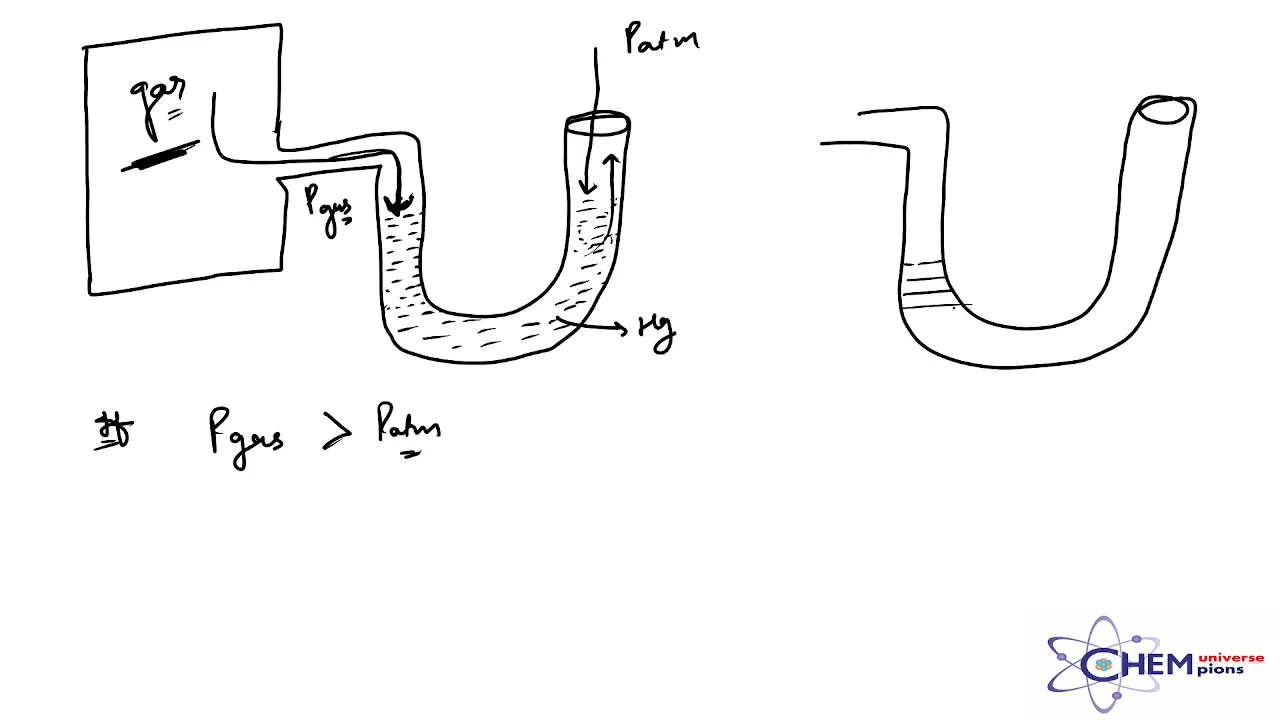 Patm
gas
Pgas
Hg
If Pgas > Patm
CHEM universe
pions